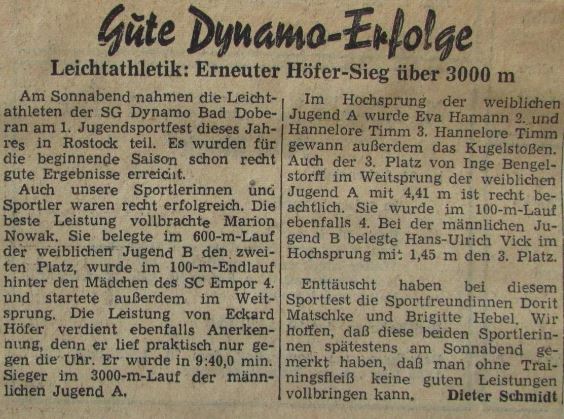 Gute Dynamo-Erfolge
Leichtathletik: Erneuter Höfer-Sieg über 3000 m
Am Sonnabend nahmen die Leicht-
athleten der SG Dynamo Bad Dobe-
ran am 1. Jugendsportfest dieses Jah-
res in Rostock teil. Es wurden für
die beginnende Saison schon recht
gute Ergebnisse erreicht.
Auch unsere Sportlerinnen und
Sportler waren recht erfolgreich. Die
beste Leistung vollbrachte Marion
Nowak. Sie belegte im 600-m-Lauf
der weiblichen Jugend B den zwei-
ten Platz, wurde im 100-m-Endlauf
hinter den Mädchen des SC Empor 4.
und startete außerdem im Weit-
sprung. Die Leistung von Eckard
Höfer verdient ebenfalls Anerken-
nung, denn er lief praktisch nur ge-
gen die Uhr. Er wurde in 9:40,0 min.
Sieger im 3000-m-Lauf der männ-
lichen Jugend A.
Im Hochsprung der weiblichen
Jugend A wurde Eva Hamann 2. und
Hannelore Timm 3. Hannelore Timm
gewann außerdem das Kugelstoßen.
Auch der 3. Platz von Inge Bengel-
storff im Weitsprung der weiblichen
Jugend A mit 4,41 m ist recht be-
achtlich. Sie wurde im 100-m-Lauf
ebenfalls 4. Bei der männlichen Ju-
gend B belegte Hans-Ulrich Vick im
Hochsprung mit 1,45 m den 3. Platz.
Enttäuscht haben bei diesem
Sportfest die Sportfreundinnen Dorit
Matschke und Brigitte Hebel. Wir
hoffen, daß diese beiden Sportlerin-
nen spätestens am Sonnabend ge-
merkt haben, daß man ohne Trai-
ningsfleiß keine guten Leistungen
vollbringen kann. Dieter Schmidt